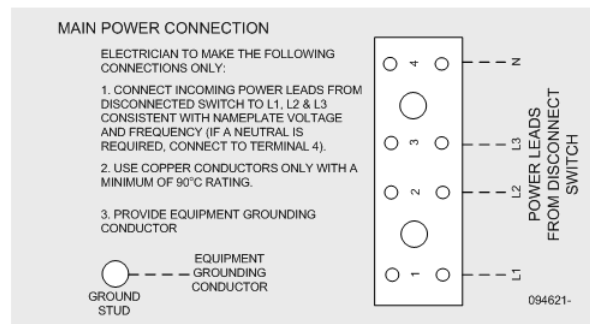 MAIN POWER CONNECTION
ELECTRICIAN TO MAKE THE FOLLOWING
CONNECTIONS ONLY:
1. CONNECT INCOMING POWER LEADS FROM
DISCONNECTED SWITCH TO L1, L2 & L3
CONSISTENT WITH NAMEPLATE VOLTAGE
AND FREQUENCY (IF A NEUTRAL IS
REQUIRED, CONNECT TO TERMINAL 4).
2. USE COPPER CONDUCTORS ONLY WITH A
MINIMUM OF 90°C RATING.
3. PROVIDE EQUIPMENT GROUNDING
CONDUCTOR
EQUIPMENT
GROUNDING
CONDUCTOR
GROUND
STUD
4
N
3
L3
2
L2
1
L1
POWER LEADS
FROM DISCONNECT
SWITCH
094621-